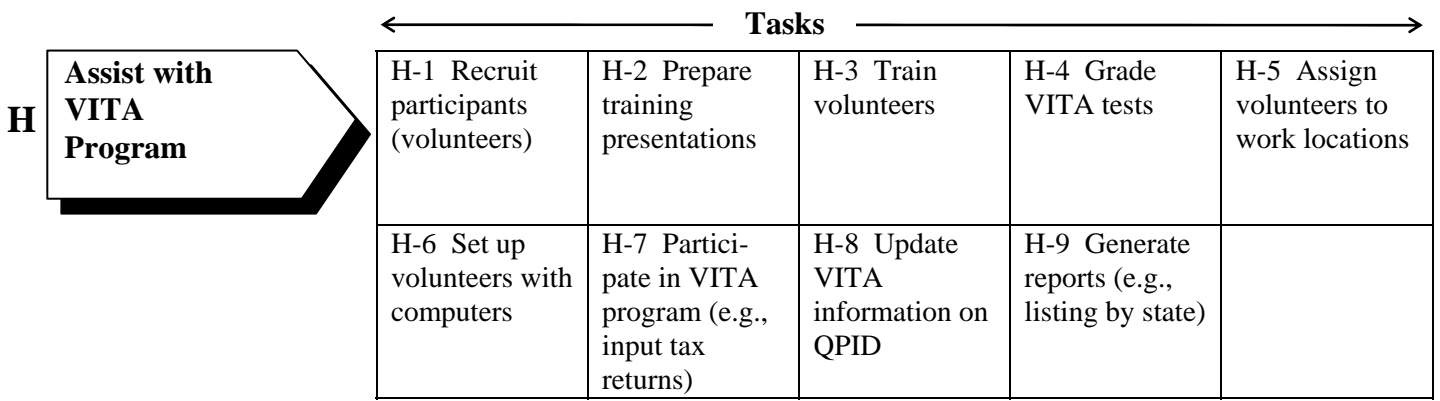 Tasks
H
Assist with
VITA
Program
H-1 Recruit
participants
(volunteers)
H-2 Prepare
training
presentations
H-3 Train
volunteers
H-4 Grade
VITA tests
H-5 Assign
volunteers to
work locations
H-6 Set up
volunteers with
computers
H-7 Partici-
pate in VITA
program (e.g.,
input tax
returns)
H-8 Update
VITA
information on
QPID
H-9 Generate
reports (e.g.,
listing by state)